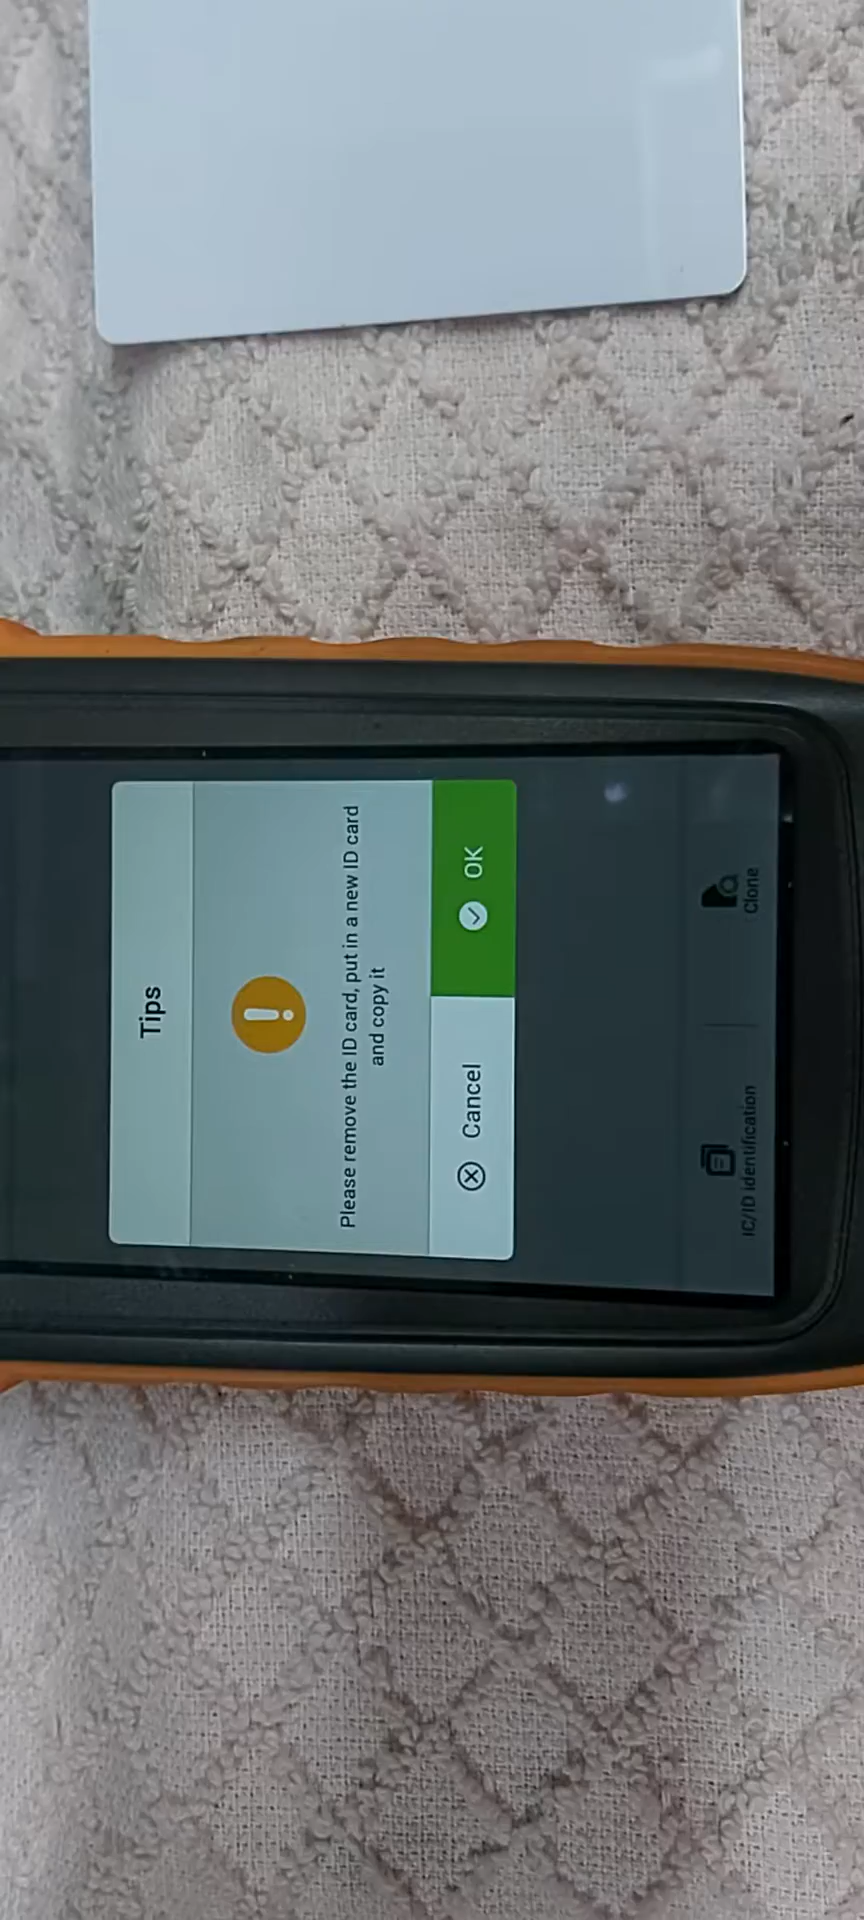 Tips
Please remove the ID card, put in a new ID card
and copy it
Cancel
OK
IC/ID identification
Clone